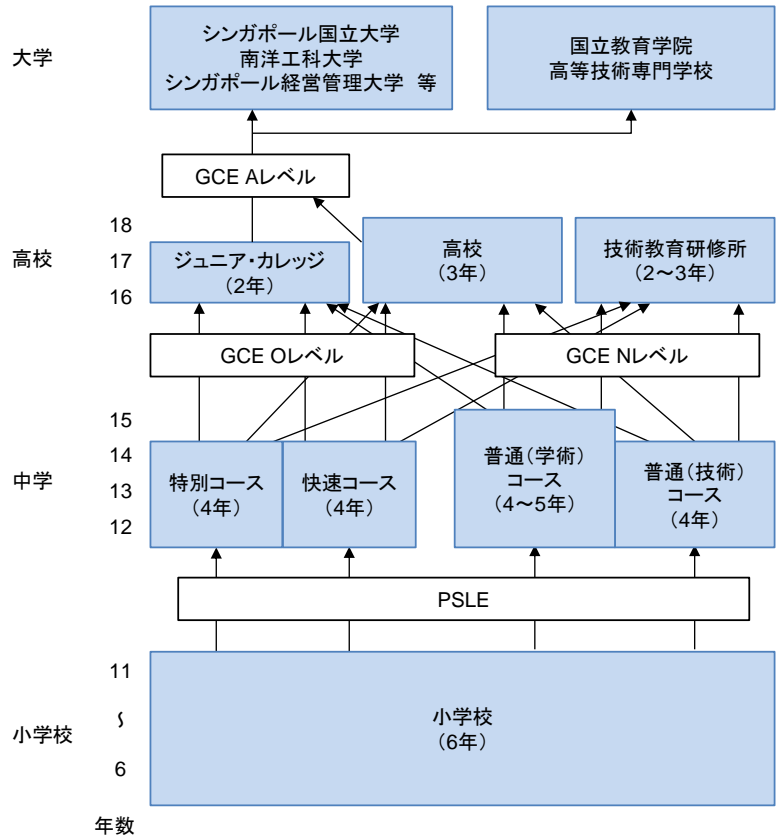 大学
シンガポール国立大学
南洋工科大学
シンガポール経営管理大学 等
国立教育学院
高等技術専門学校
GCE Aレベル
高校
18
17
16
ジュニア・カレッジ
(2年)
高校
(3年)
技術教育研修所
(2~3年)
GCE Oレベル
GCE Nレベル
中学
15
14
13
12
特別コース
(4年)
快速コース
(4年)
普通(学術)
コース
(4~5年)
普通(技術)
コース
(4年)
PSLE
小学校
11
~
6
小学校
(6年)
年数